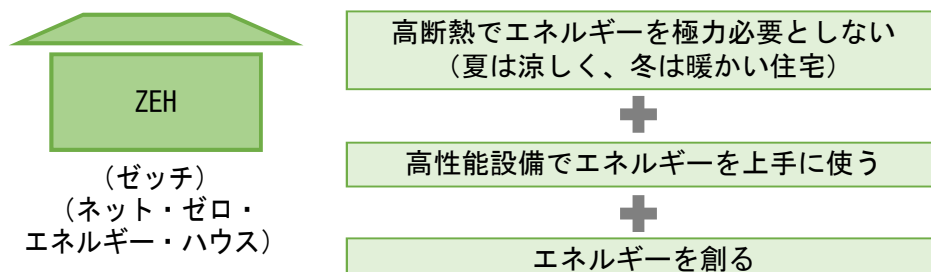 ZEH
(ゼッチ)
(ネット・ゼロ・
エネルギー・ハウス)
高断熱でエネルギーを極力必要としない
(夏は涼しく、冬は暖かい住宅)
高性能設備でエネルギーを上手に使う
エネルギーを創る